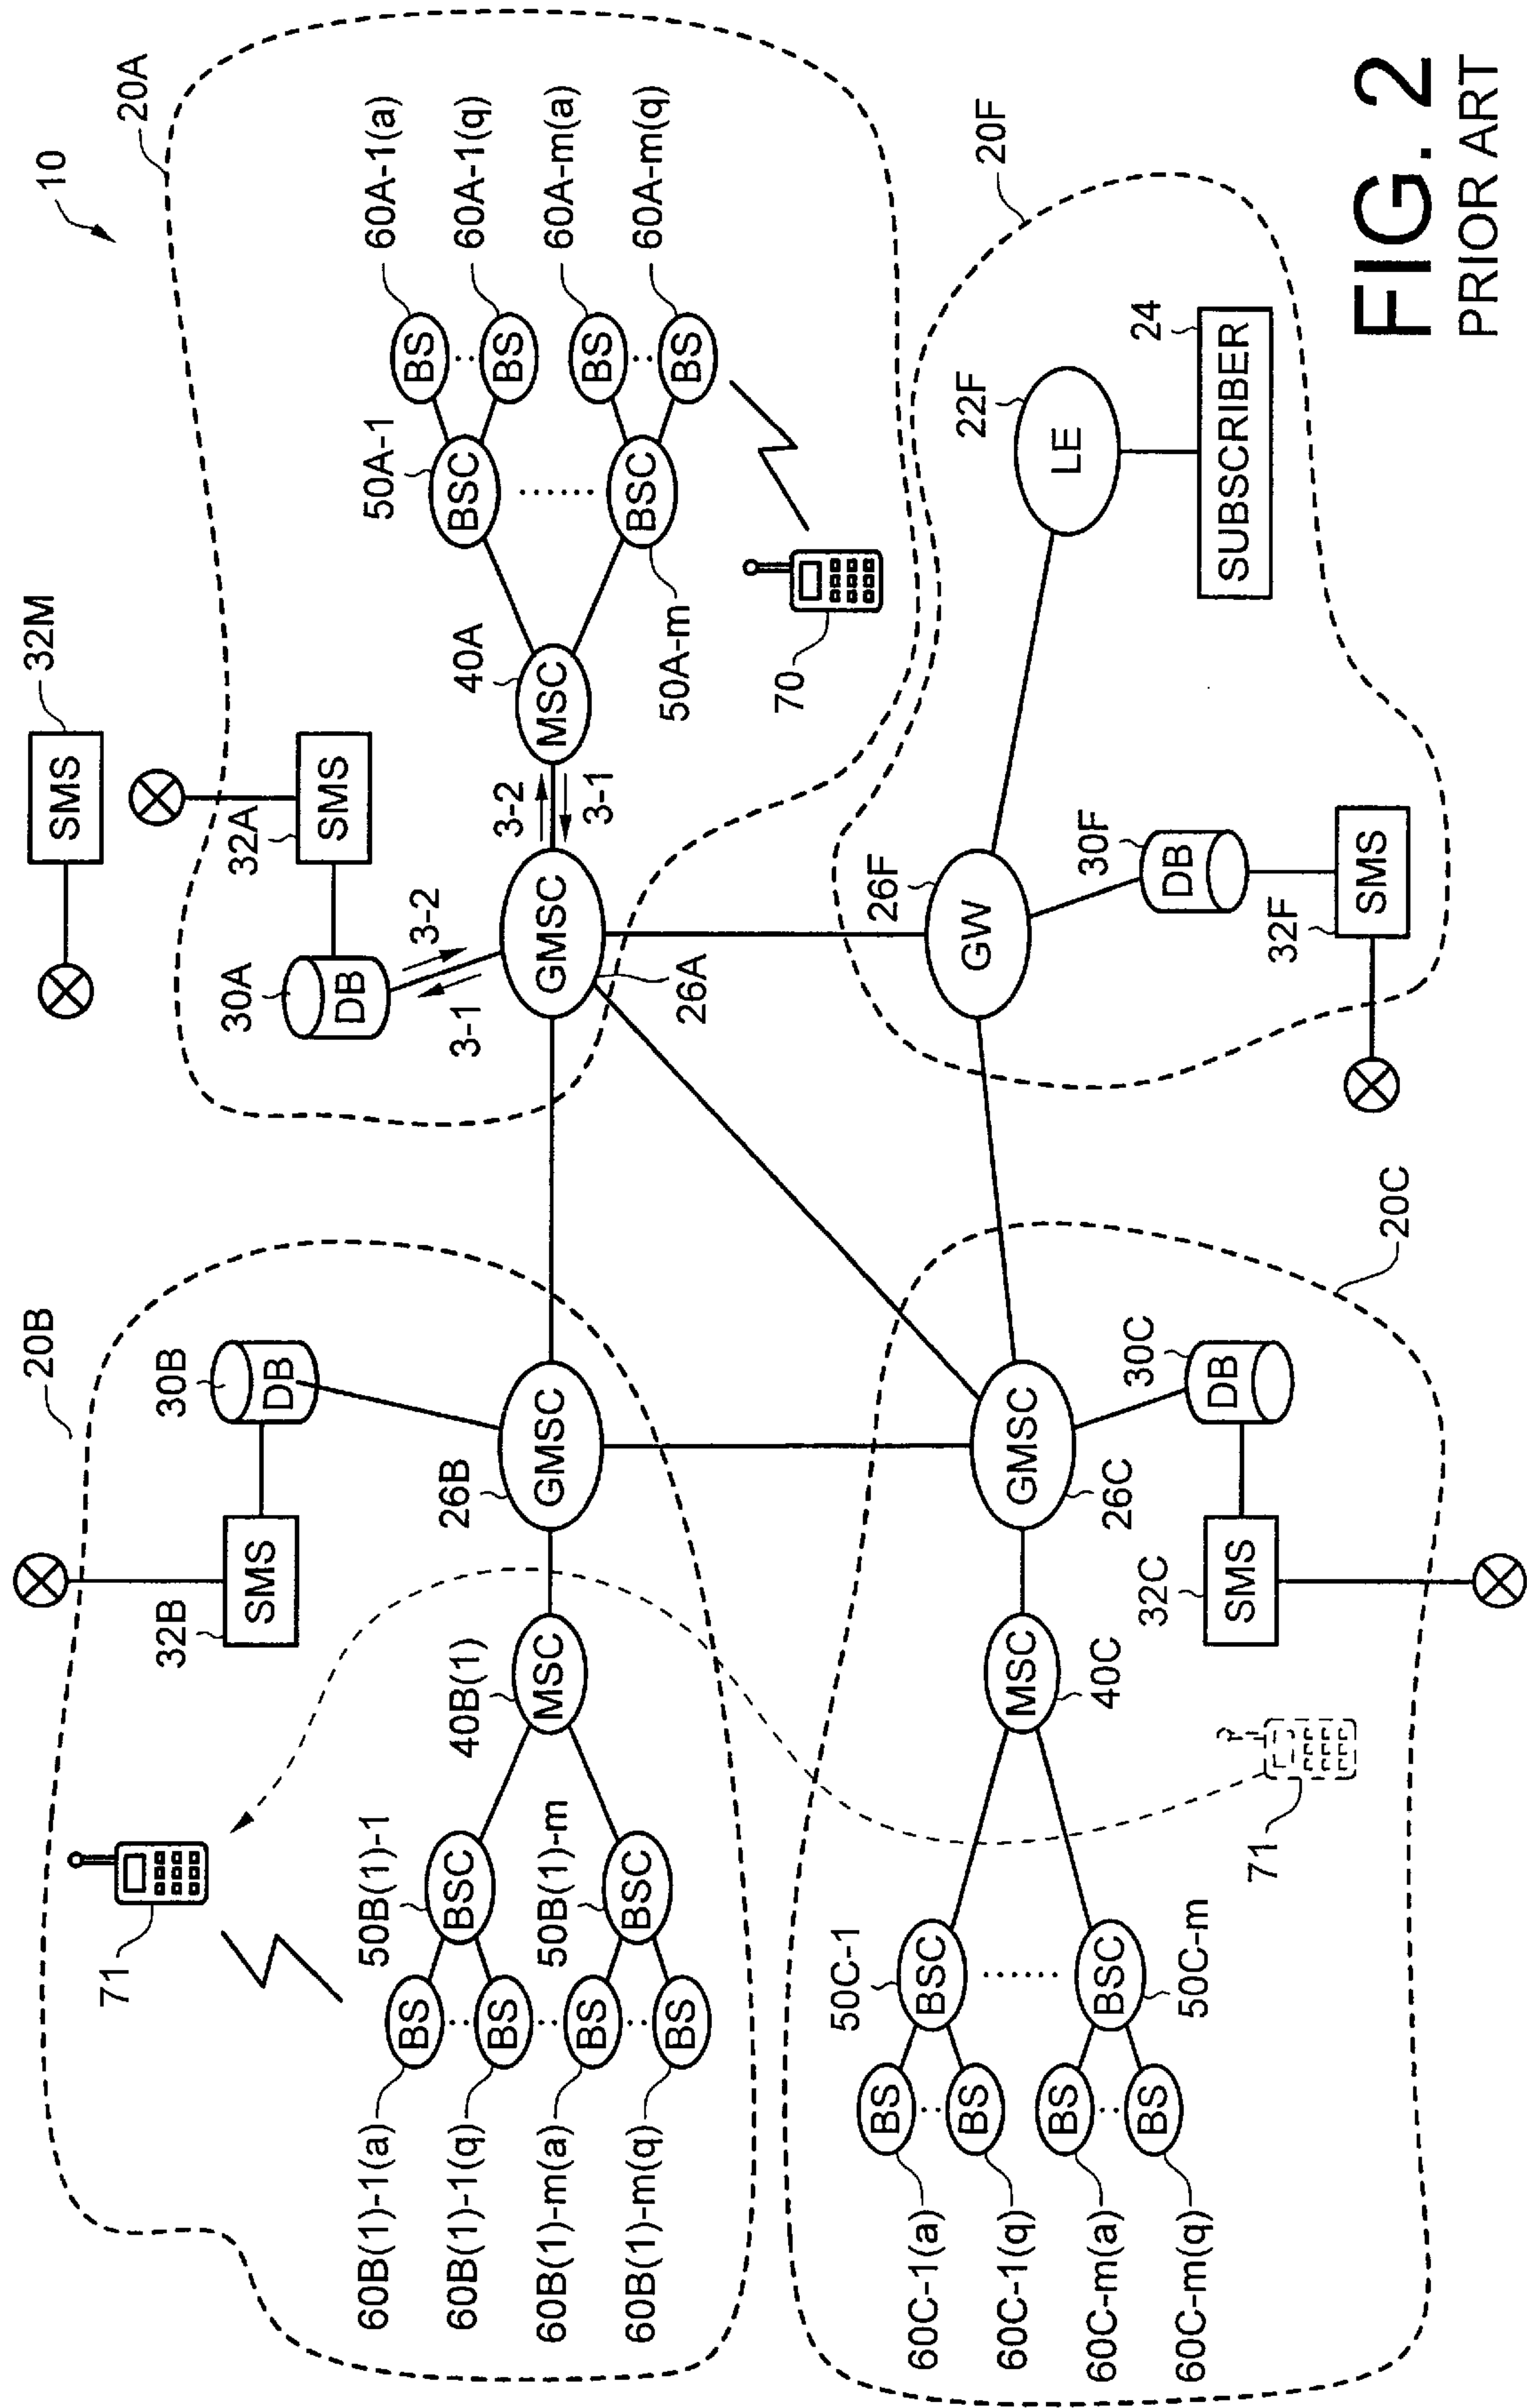 10
20A
20B
32M
SMS
32B
SMS
30B
DB
30A
DB
32A
SMS
3-1
3-2
71
50B(1)-1
BSC
40B(1)
MSC
26B
GMSC
GMSC
26A
3-2
3-1
40A
MSC
50A-1
BSC
BS
60A-1(a)
BS
60A-1(q)
BS
60A-m(a)
BS
60A-m(q)
BSC
50A-m
70
60B(1)-1(a)
BS
60B(1)-1(q)
BS
60B(1)-m(a)
BS
60B(1)-m(q)
BS
50B(1)-m
BSC
20F
26F
GW
22F
LE
24
SUBSCRIBER
30F
DB
32F
SMS
50C-1
BSC
60C-1(a)
BS
60C-1(q)
BS
60C-m(a)
BS
60C-m(q)
BS
BSC
50C-m
MSC
40C
GMSC
26C
30C
DB
32C
SMS
71
20C
FIG. 2
PRIOR ART